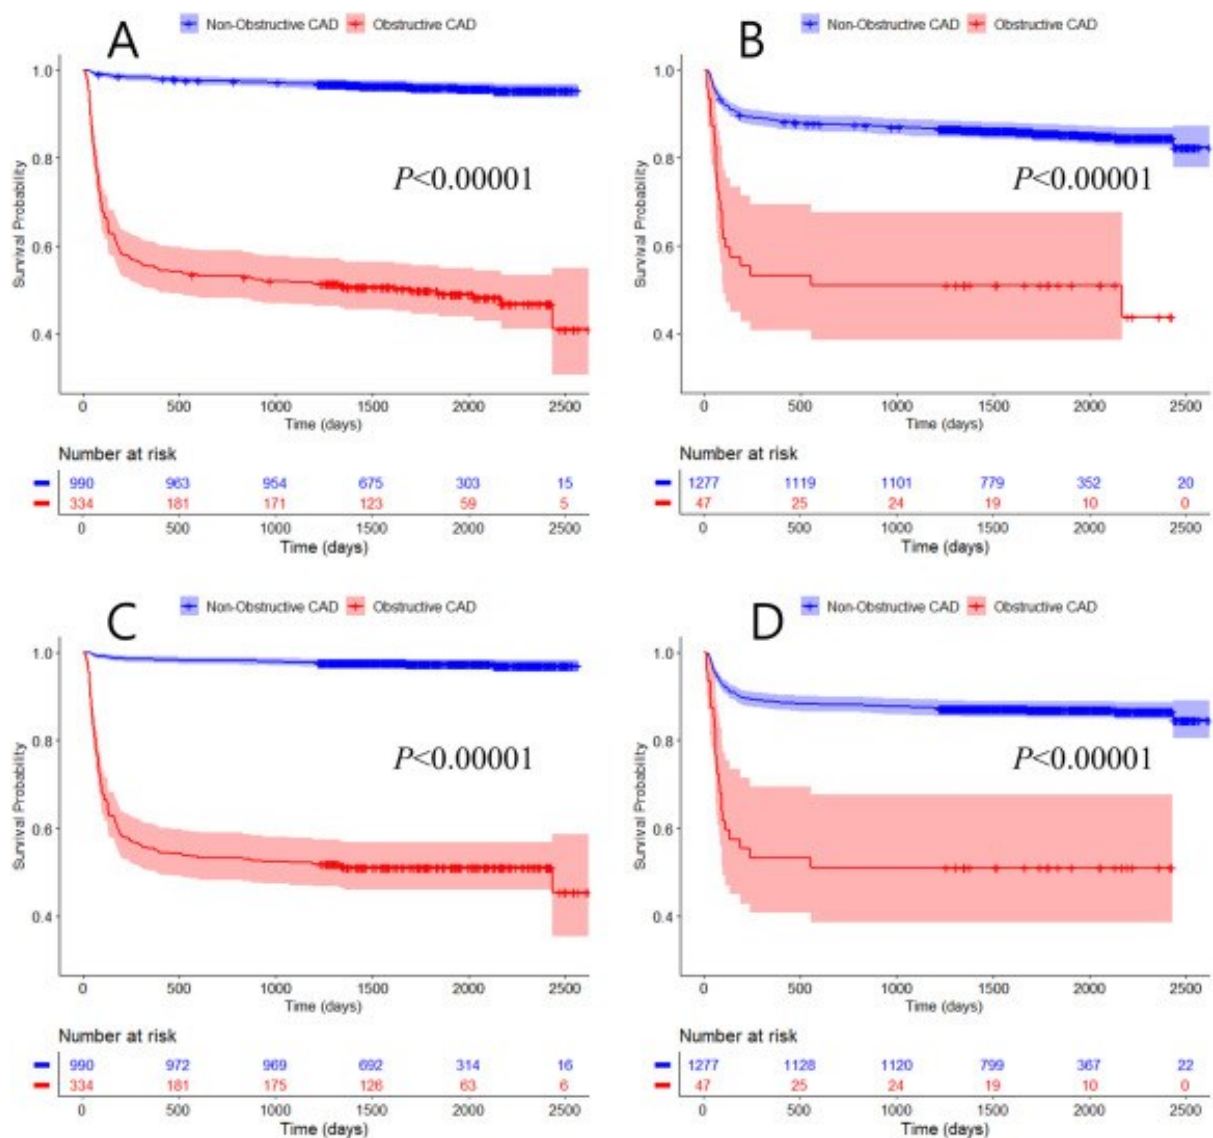 A
Non-Obstructive CAD Obstructive CAD
Survival Probability
1.0
0.8
0.6
0.4
P<0.00001
0 500 1000 1500 2000 2500
Time (days)
Number at risk
990 963 954 675 303 15
334 181 171 123 59 5
0 500 1000 1500 2000 2500
Time (days)
B
Non-Obstructive CAD Obstructive CAD
Survival Probability
1.0
0.8
0.6
0.4
P<0.00001
0 500 1000 1500 2000 2500
Time (days)
Number at risk
1277 1119 1101 779 352 20
47 25 24 19 10 0
0 500 1000 1500 2000 2500
Time (days)
C
Non-Obstructive CAD Obstructive CAD
Survival Probability
1.0
0.8
0.6
0.4
P<0.00001
0 500 1000 1500 2000 2500
Time (days)
Number at risk
990 972 969 692 314 16
334 181 175 126 63 6
0 500 1000 1500 2000 2500
Time (days)
D
Non-Obstructive CAD Obstructive CAD
Survival Probability
1.0
0.8
0.6
0.4
P<0.00001
0 500 1000 1500 2000 2500
Time (days)
Number at risk
1277 1128 1120 799 367 22
47 25 24 19 10 0
0 500 1000 1500 2000 2500
Time (days)